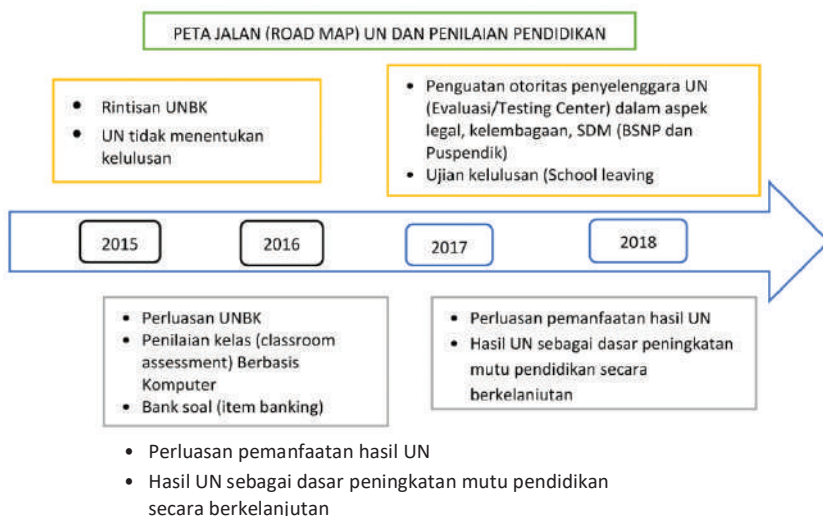 PETA JALAN (ROAD MAP) UN DAN PENILAIAN PENDIDIKAN
• Rintisan UNBK
• UN tidak menentukan
kelulusan
• Penguatan otoritas penyelenggara UN
(Evaluasi/Testing Center) dalam aspek
legal, kelembagaan, SDM (BSNP dan
Puspendik)
• Ujian kelulusan (School leaving
2015
2016
2017
2018
• Perluasan UNBK
• Penilaian kelas (classroom
assessment) Berbasis
Komputer
• Bank soal (item banking)
• Perluasan pemanfaatan hasil UN
• Hasil UN sebagai dasar peningkatan
mutu pendidikan secara
berkelaniutan
• Perluasan pemanfaatan hasil UN
• Hasil UN sebagai dasar peningkatan mutu pendidikan
secara berkelanjutan